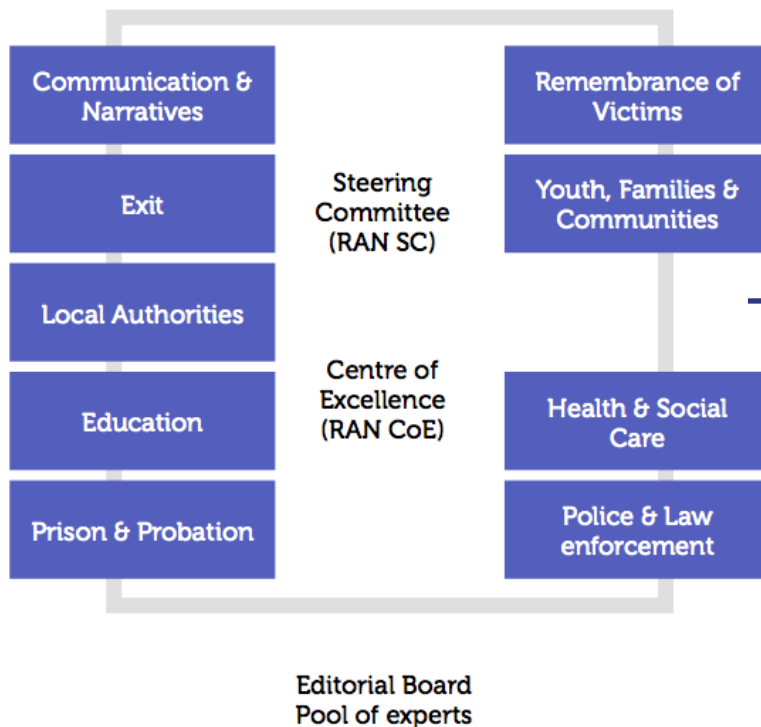 Communication &
Narratives
Exit
Local Authorities
Education
Prison & Probation
Steering
Committee
(RAN SC)
Centre of
Excellence
(RAN CoE)
Remembrance of
Victims
Youth, Families &
Communities
Health & Social
Care
Police & Law
enforcement
Editorial Board
Pool of experts